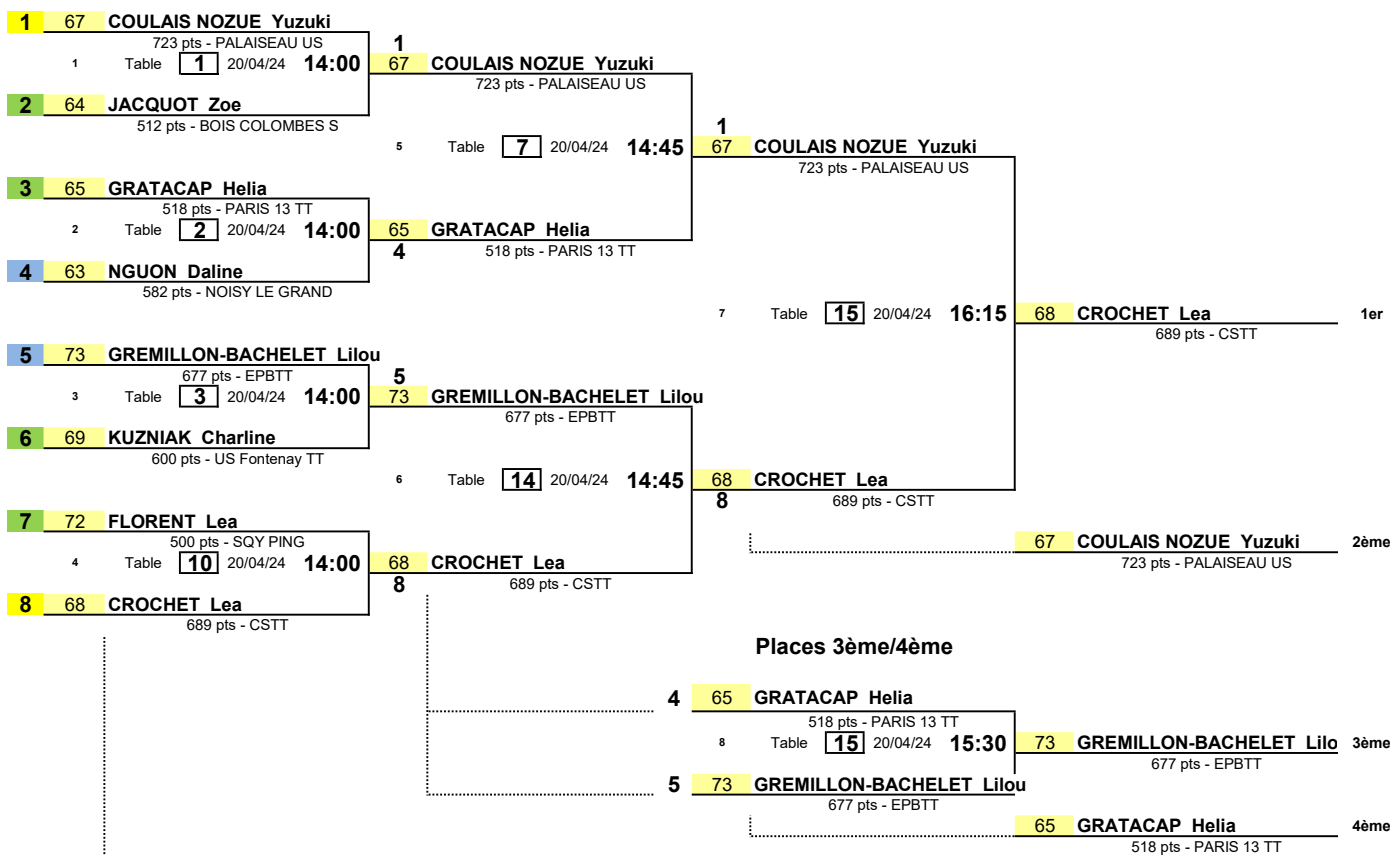 1 67 COULAIS NOZUE Yuzuki
723 pts - PALAISEAU US
1 Table 1 20/04/24 14:00
2 64 JACQUOT Zoe
512 pts - BOIS COLOMBES S
3 65 GRATACAP Helia
518 pts - PARIS 13 TT
2 Table 2 20/04/24 14:00
4 63 NGUON Daline
582 pts - NOISY LE GRAND
5 73 GREMILLON-BACHELET Lilou
677 pts - EPBTT
3 Table 3 20/04/24 14:00
6 69 KUZNIAK Charline
600 pts - US Fontenay TT
7 72 FLORENT Lea
500 pts - SQY PING
4 Table 10 20/04/24 14:00
8 68 CROCHET Lea
689 pts - CSTT
1
67 COULAIS NOZUE Yuzuki
723 pts - PALAISEAU US
5 Table 7 20/04/24 14:45
65 GRATACAP Helia
4 518 pts - PARIS 13 TT
5
73 GREMILLON-BACHELET Lilou
677 pts - EPBTT
6 Table 14 20/04/24 14:45
68 CROCHET Lea
8 689 pts - CSTT
1
67 COULAIS NOZUE Yuzuki
723 pts - PALAISEAU US
7 Table 15 20/04/24 16:15
68 CROCHET Lea
8 689 pts - CSTT
68 CROCHET Lea 1er
689 pts - CSTT
67 COULAIS NOZUE Yuzuki 2ème
723 pts - PALAISEAU US
Places 3ème/4ème
4 65 GRATACAP Helia
518 pts - PARIS 13 TT
8 Table 15 20/04/24 15:30
5 73 GREMILLON-BACHELET Lilou
677 pts - EPBTT
73 GREMILLON-BACHELET Lilo 3ème
677 pts - EPBTT
65 GRATACAP Helia 4ème
518 pts - PARIS 13 TT